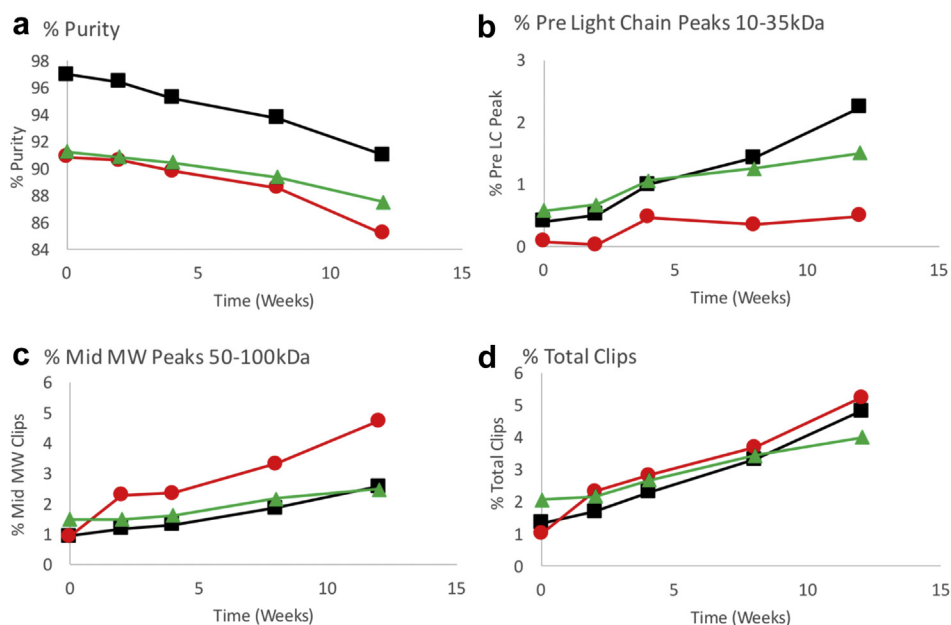 a % Purity
98
96
94
92
90
88
86
84
% Purity
0 5 10 15
Time (Weeks)
b % Pre Light Chain Peaks 10-35kDa
3
2
1
0
% Pre LC Peak
0 5 10 15
Time (Weeks)
c % Mid MW Peaks 50-100kDa
6
5
4
3
2
1
0
% Mid MW Clips
0 5 10 15
Time (Weeks)
d % Total Clips
6
5
4
3
2
1
0
% Total Clips
0 5 10 15
Time (Weeks)